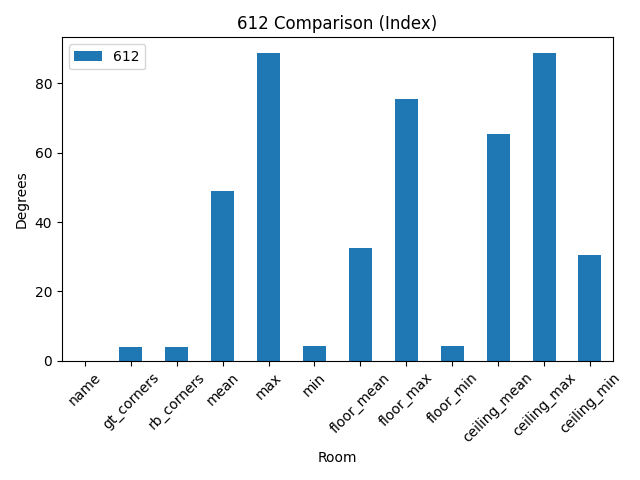 612 Comparison (Index)
612
Degrees
80
60
40
20
0
name
gt_corners
rb_corners
mean
max
min
floor_mean
floor_max
floor_min
ceiling_mean
ceiling_max
ceiling_min
Room